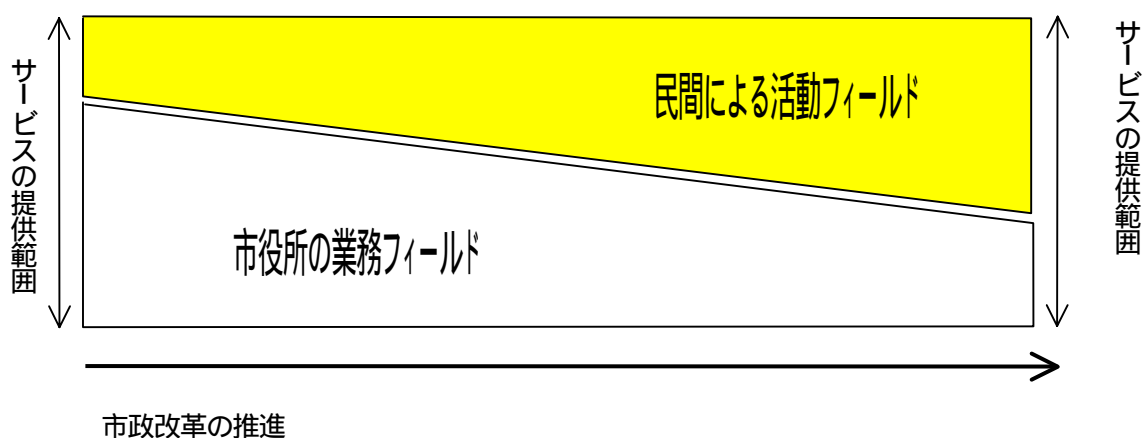 サービスの提供範囲
民間による活動フィールド
市役所の業務フィールド
サービスの提供範囲
市政改革の推進